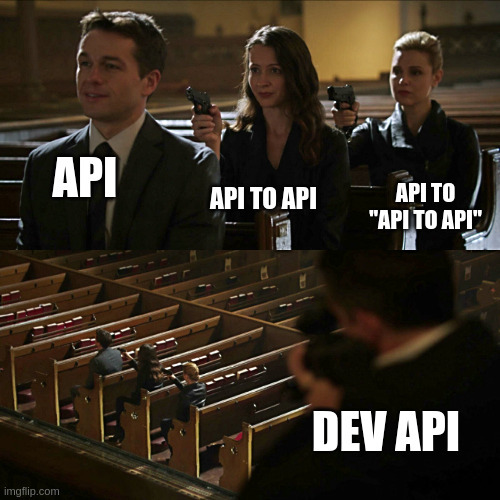 API
API TO API
API TO
"API TO API"
DEV API
imgflip.com